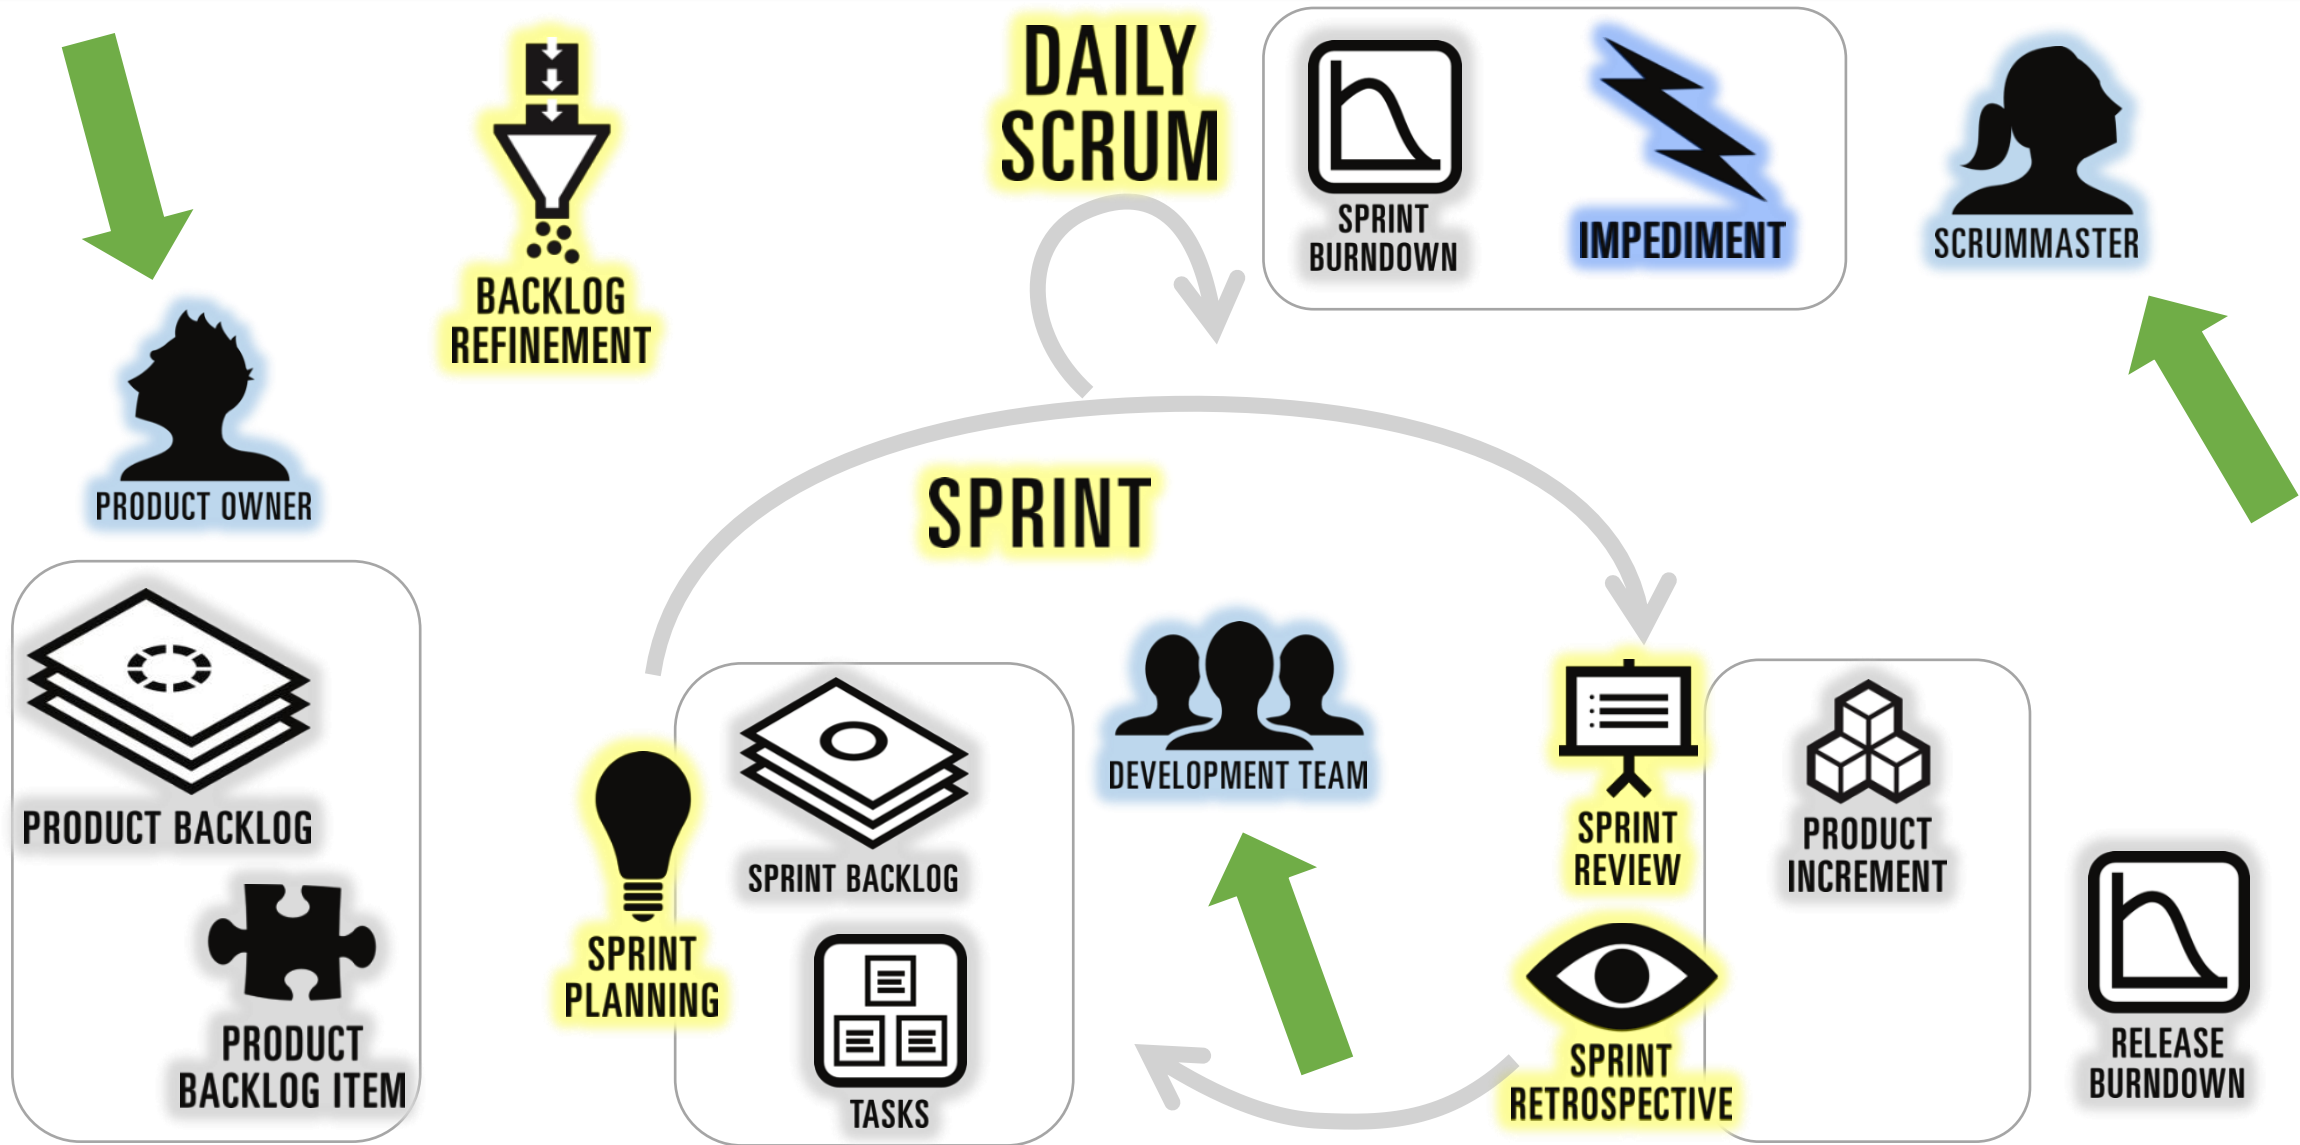 DAILY
SCRUM
SPRINT
BURNDOWN
IMPEDIMENT
SCRUMMASTER
BACKLOG
REFINEMENT
PRODUCT OWNER
SPRINT
PRODUCT BACKLOG
PRODUCT
BACKLOG ITEM
SPRINT
PLANNING
SPRINT BACKLOG
TASKS
DEVELOPMENT TEAM
SPRINT
REVIEW
SPRINT
RETROSPECTIVE
PRODUCT
INCREMENT
RELEASE
BURNDOWN